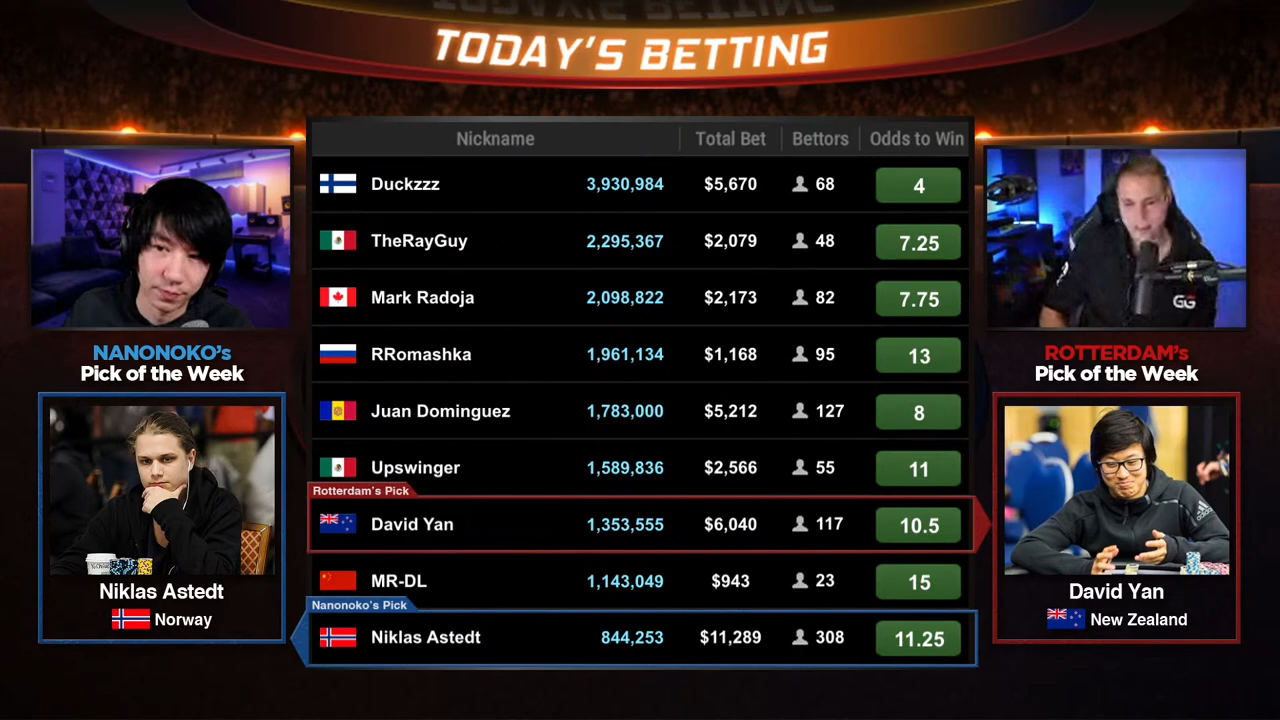 TODAY'S BETTING
Nickname Total Bet Bettors Odds to Win
Duckzzz 3,930,984 $5,670 68 4
TheRayGuy 2,295,367 $2,079 48 7.25
Mark Radoja 2,098,822 $2,173 82 7.75
RRomashka 1,961,134 $1,168 95 13
Juan Dominguez 1,783,000 $5,212 127 8
Upswinger 1,589,836 $2,566 55 11
Rotterdam's Pick
David Yan 1,353,555 $6,040 117 10.5
MR-DL 1,143,049 $943 23 15
Nanonoko's Pick
Niklas Astedt 844,253 $11,289 308 11.25
NANONOKO's
Pick of the Week
Niklas Astedt
Norway
GG
ROTTERDAM's
Pick of the Week
David Yan
New Zealand